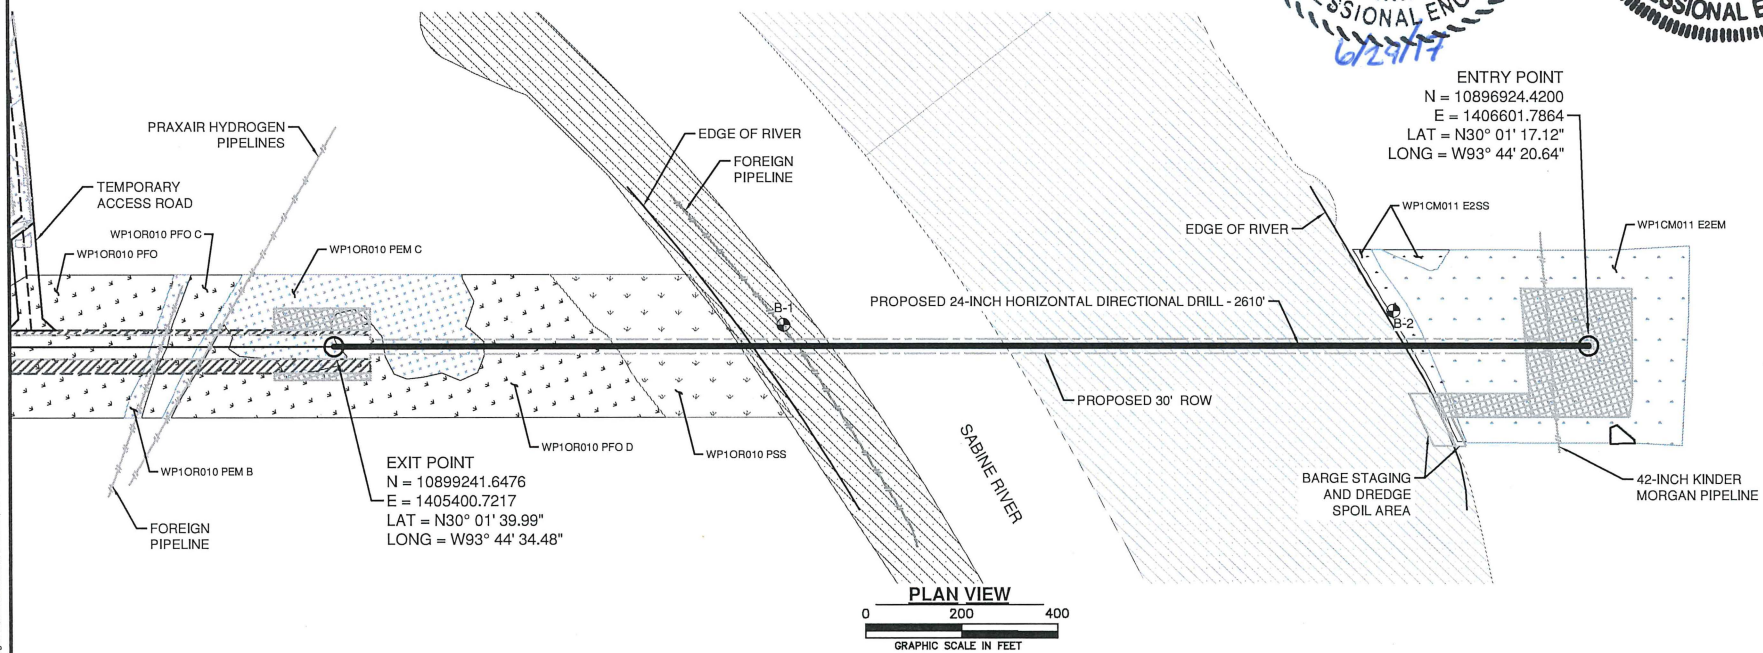 SSIONAL ENG
6/29/17
SSIONAL E
ENTRY POINT
N = 10896924.4200
E = 1406601.7864
LAT = N30° 01' 17.12"
LONG = W93° 44' 20.64"
PRAXAIR HYDROGEN
PIPELINES
EDGE OF RIVER
FOREIGN
PIPELINE
TEMPORARY
ACCESS ROAD
WP1OR010 PFO C
WP1OR010 PFO
WP1OR010 PEM C
EDGE OF RIVER
WP1CM011 E2SS
WP1CM011 E2EM
PROPOSED 24-INCH HORIZONTAL DIRECTIONAL DRILL - 2610'
B-1
B-2
PROPOSED 30' ROW
SABINE RIVER
WP1OR010 PFO D
WP1OR010 PSS
WP1OR010 PEM B
EXIT POINT
N = 10899241.6476
E = 1405400.7217
LAT = N30° 01' 39.99"
LONG = W93° 44' 34.48"
FOREIGN
PIPELINE
BARGE STAGING
AND DREDGE
SPOIL AREA
42-INCH KINDER
MORGAN PIPELINE
PLAN VIEW
0 200 400
GRAPHIC SCALE IN FEET